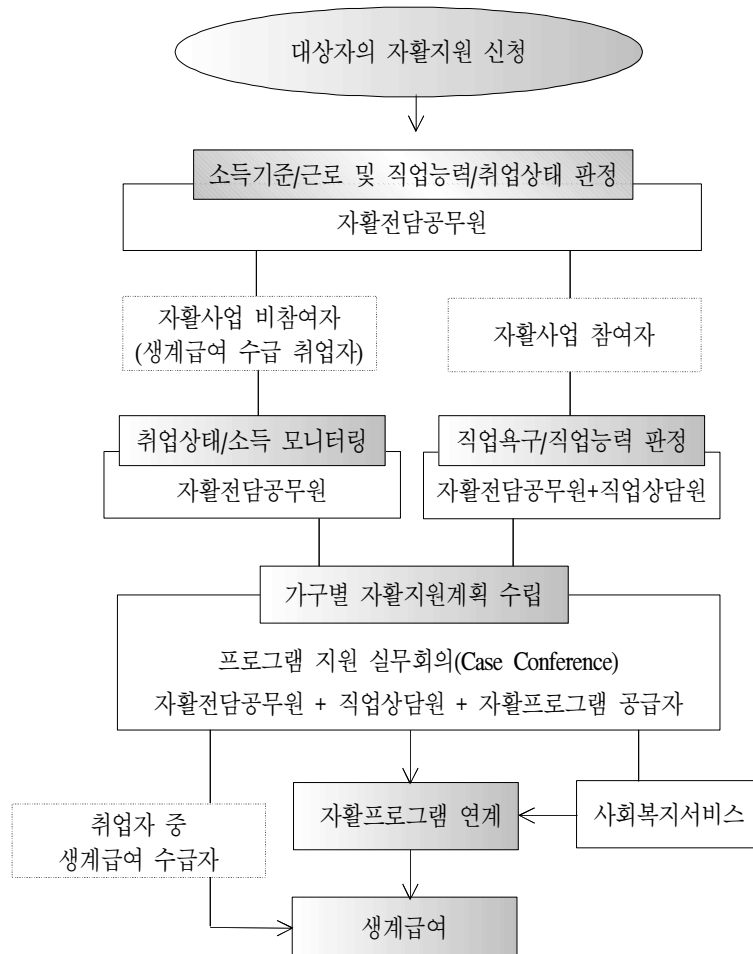 대상자의 자활지원 신청
소득기준/근로 및 직업능력/취업상태 판정
자활전담공무원
자활사업 비참여자
(생계급여 수급 취업자)
자활사업 참여자
취업상태/소득 모니터링
자활전담공무원
직업욕구/직업능력 판정
자활전담공무원+직업상담원
가구별 자활지원계획 수립
프로그램 지원 실무회의(Case Conference)
자활전담공무원 + 직업상담원 + 자활프로그램 공급자
취업자 중
생계급여 수급자
자활프로그램 연계
사회복지서비스
생계급여